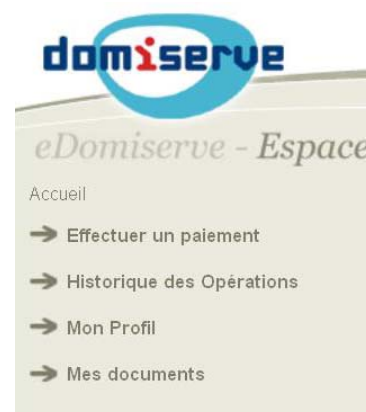 domiserve
eDomiserve - Espace
Accueil
Effectuer un paiement
Historique des Opérations
Mon Profil
Mes documents